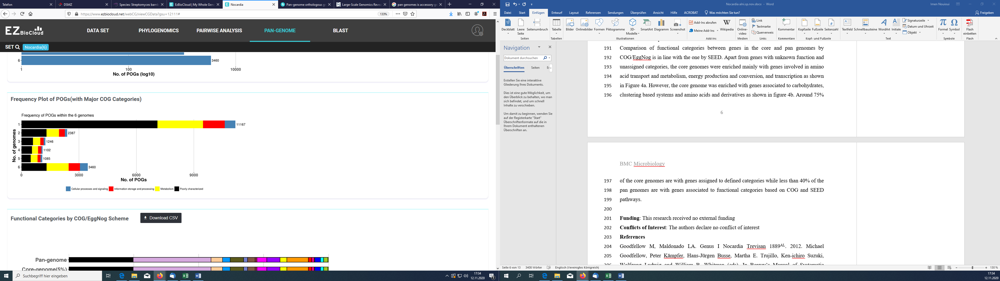 Telefon
DSMZ
Species: Streptomyces bamb
EzBioCloud | My Whole Geno
Nocardia
Pan-genome orthologous g
Large-Scale Genomics Revea
pan genomes is accessory ge
https://www.ezbiocloud.net/webCG/viewCGData?gsu=12111#
133%
EZBioCloud
DATA SET
PHYLOGENOMICS
PAIRWISE ANALYSIS
PAN-GENOME
BLAST
SET
Nocardia(6)
6
3460
1
100
10000
No. of POGs (log10)
Frequency Plot of POGs(with Major COG Categories)
Frequency of POGs within the 6 genomes
No. of genomes
1
11167
2
2387
3
1246
4
1102
5
1085
6
3460
0
3000
6000
9000
No. of POGs
Cellular processes and signaling
Information storage and processing
Metabolism
Poorly characterized
Functional Categories by COG/EggNog Scheme
Download CSV
Pan-genome
Core-genome(5%)
Suchbegriff hier eingeben
17:34
12.11.2020
Nocardia alni.sp.nov.docx - Word
Imen Nouioui
Datei
Start
Einfügen
Entwurf
Layout
Referenzen
Sendungen
Überprüfen
Ansicht
Hilfe
ACROBAT
Was möchten Sie tun?
Freigeben
Deckblatt
Leere Seite
Seitenumbruch
Seiten
Tabelle
Tabellen
Bilder
Onlinebilder
Formen
Piktogramme
3D-Modelle
SmartArt
Diagramm
Screenshot
Illustrationen
Add-Ins abrufen
Meine Add-Ins
Wikipedia
Add-Ins
Online-video
Medien
Link
Textmarke
Querverweis
Links
Kommentar
Kommentare
Kopfzeile
Fußzeile
Seitenzahl
Kopf- und Fußzeile
Textfeld
Schnellbausteine
WordArt
Initiale
Signaturzeile
Datum und Uhrzeit
Objekt
Text
Formel
Symbol
Symbole
Flash einbetten
Flash
Navigation
Dokument durchsuchen
Überschriften
Seiten
Er
Erstellen Sie eine interaktive
Gliederung Ihres Dokuments.
Dies ist eine gute Möglichkeit, um
den Überblick zu behalten, wo man
sich befindet, und um schnell
Inhalte zu verschieben.
Um damit zu beginnen, wenden Sie
auf der Registerkarte "Start"
Überschriftenformate auf die in
Ihrem Dokument enthaltenen
Überschriften an.
191 Comparison of functional categories between genes in the core and pan genomes by
192 COG/EggNog is in line with the one by SEED. Apart from genes with unknown function and
193 unassigned categories, the core genomes were enriched mainly with genes involved in amino
194 acid transport and metabolism, energy production and conversion, and transcription as shown
195 in Figure 4a. However, the core genome was enriched with genes associated to carbohydrates,
196 clustering based systems and amino acids and derivatives as shown in figure 4b. Around 75%
6
BMC Microbiology
197 of the core genomes are with genes assigned to defined categories while less than 40% of the
198 pan genomes are with genes associated to functional categories based on COG and SEED
199 pathways.
200
201 Funding: This research received no external funding
202 Conflicts of Interest: The authors declare no conflict of interest
203 References
204 Goodfellow M, Maldonado LA. Genus I Nocardia Trevisan 1889AL. 2012. Michael
205 Goodfellow, Peter Kämpfer, Hans-Jürgen Busse, Martha E. Trujillo, Ken-ichiro Suzuki,
206 Wolfgang Ludwig and William B. Whitman (eds). In Bergey's Manual of Systematic
Seite 6 von 13
3408 Wörter
Englisch (Vereinigtes Königreich)
130 %
17:34
12.11.2020